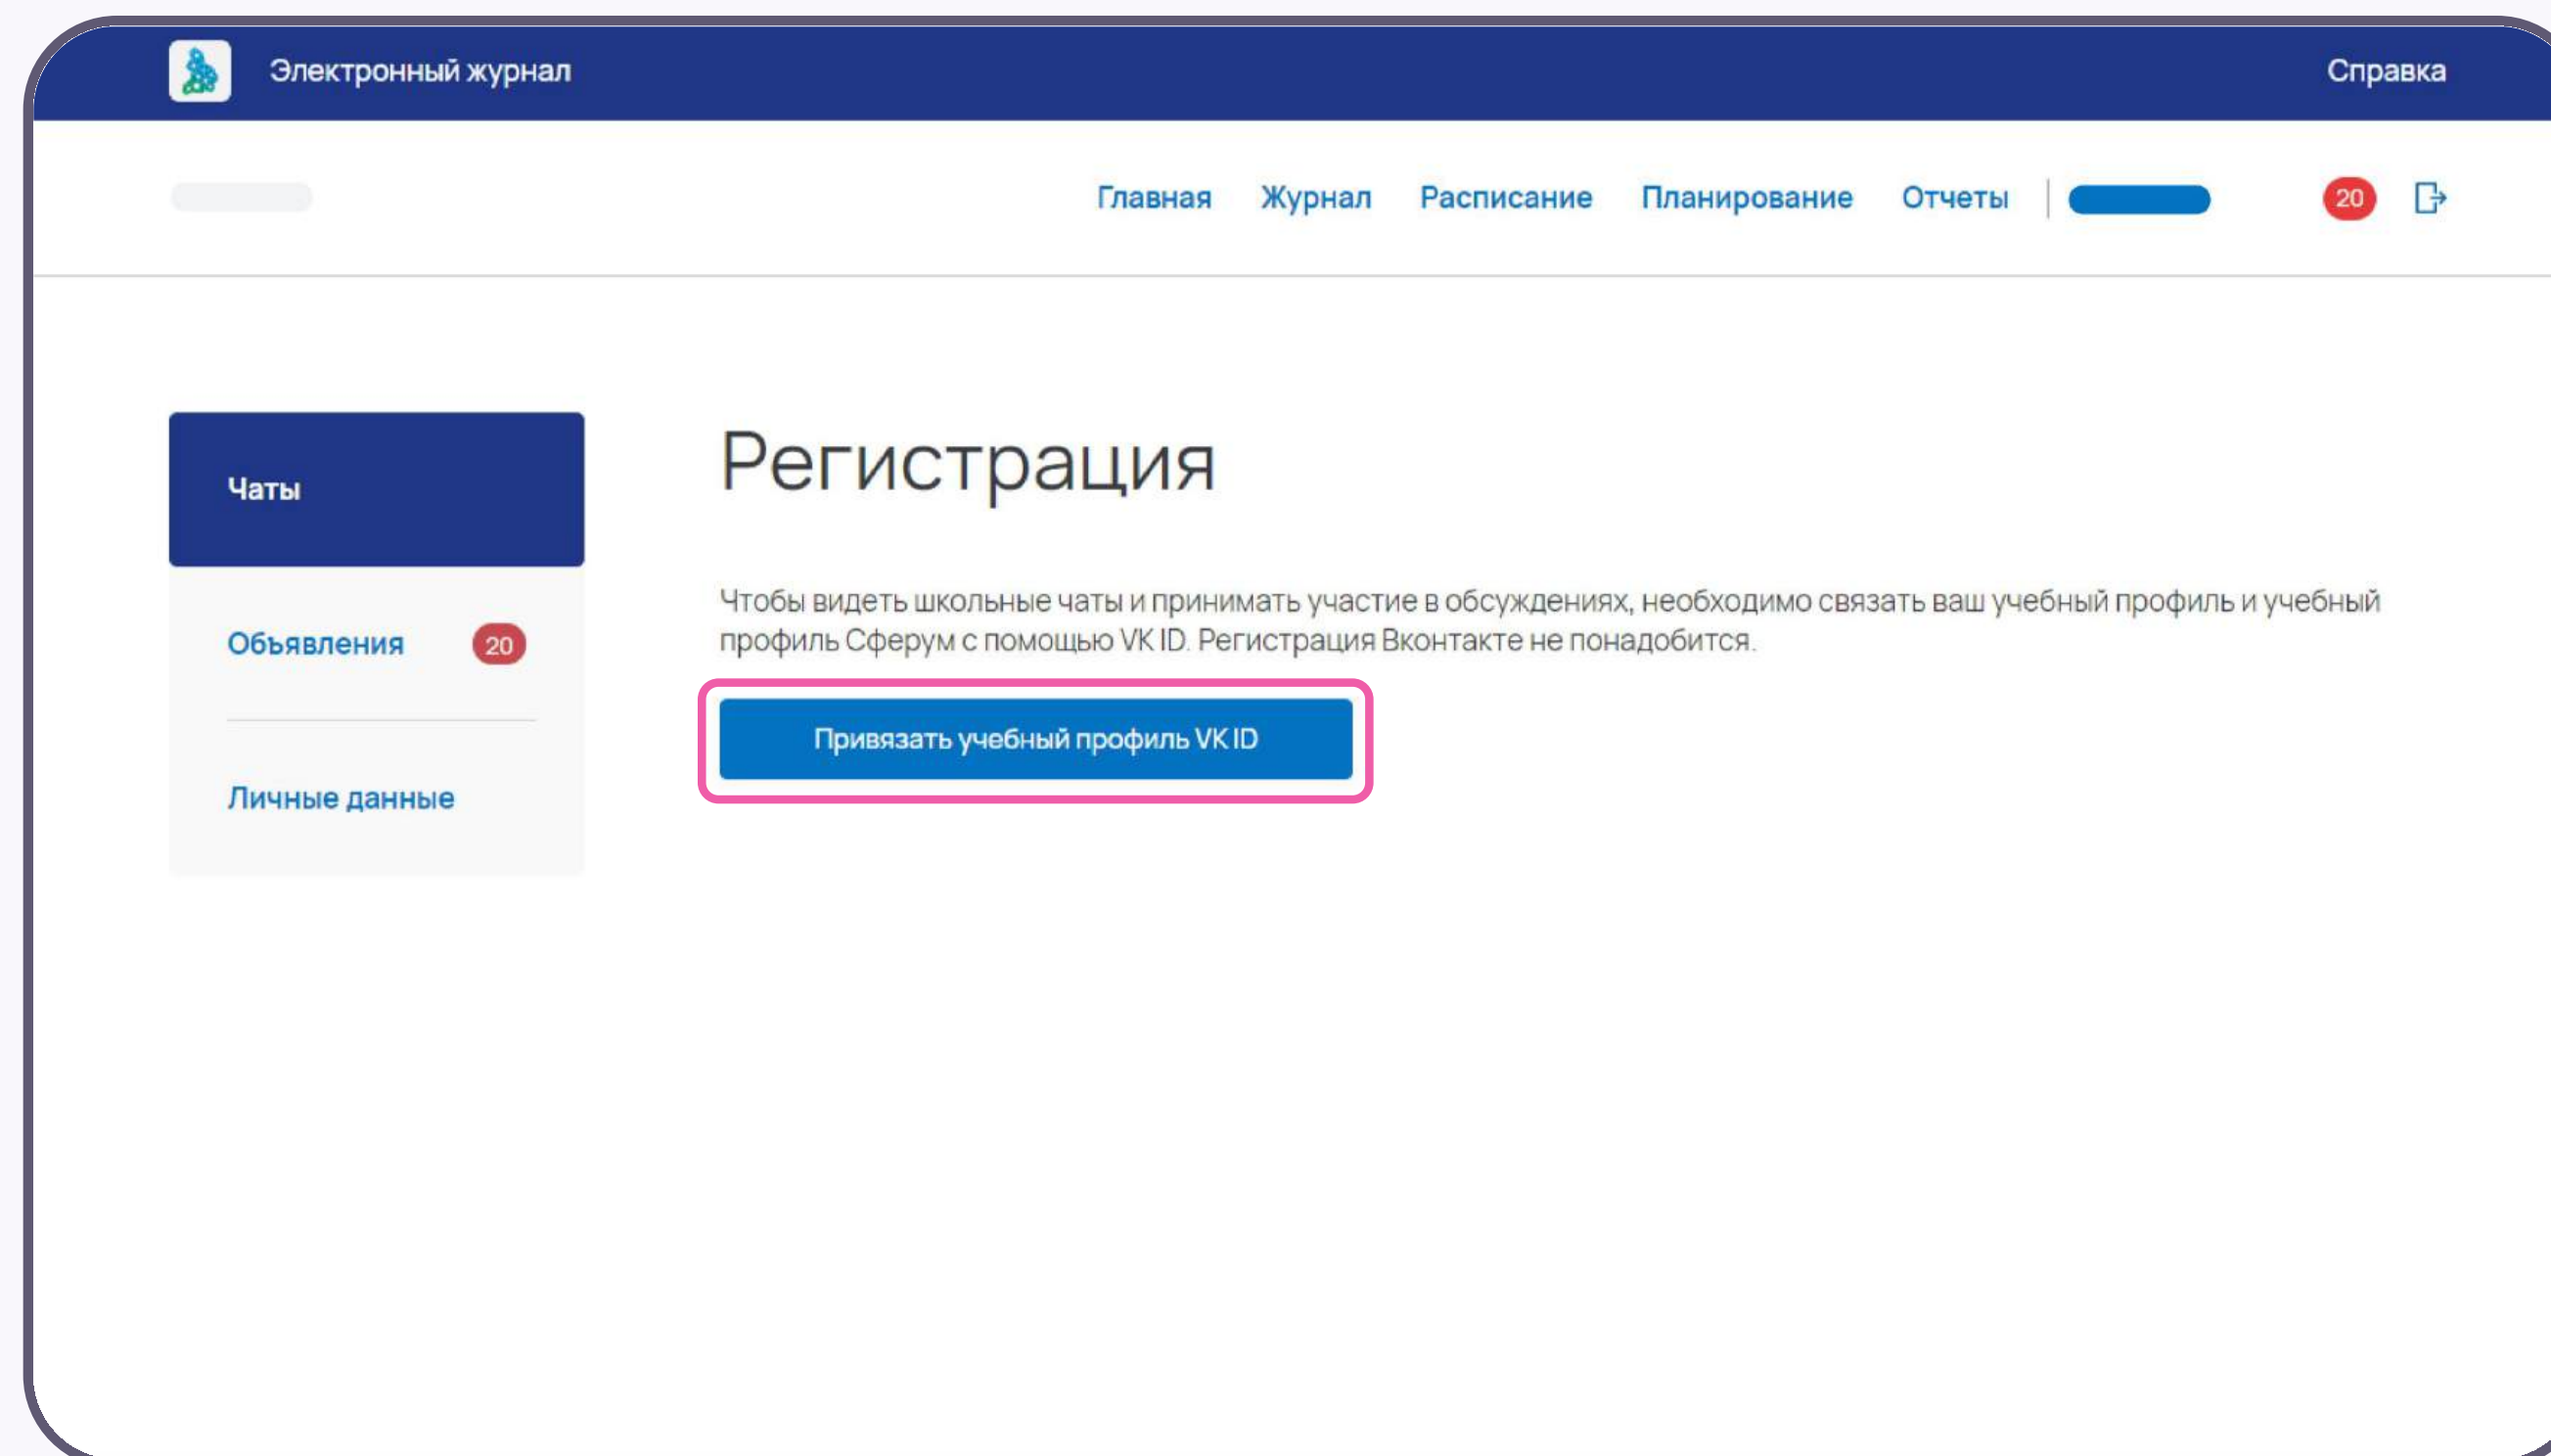 Электронный журнал
Справка
Главная Журнал Расписание Планирование Отчеты 20
Чаты
Объявления 20
Личные данные
Регистрация
Чтобы видеть школьные чаты и принимать участие в обсуждениях, необходимо связать ваш учебный профиль и учебный
профиль Сферум с помощью VK ID. Регистрация Вконтакте не понадобится.
Привязать учебный профиль VK ID